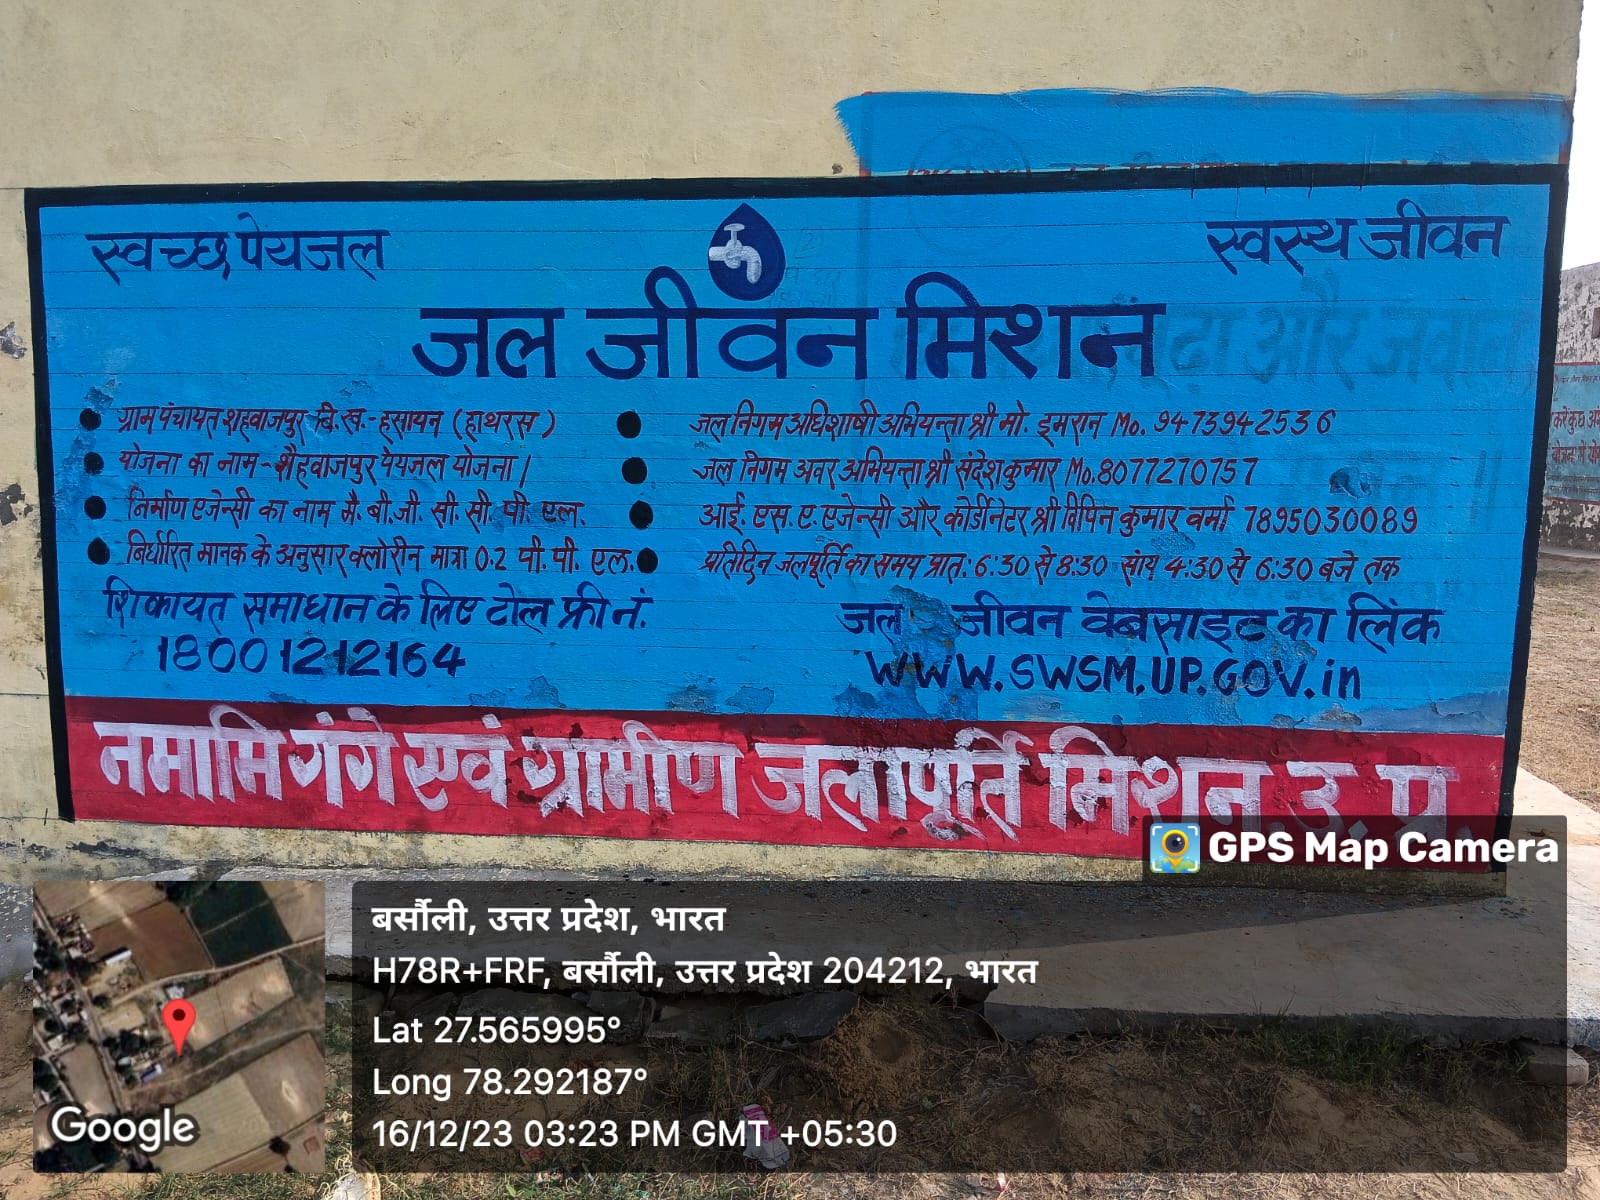 स्वच्छ पेयजल
स्वस्थ जीवन
जल जीवन मिशन
ग्राम पंचायत शहवाजपुर बि.ख.-हसायन (हाथरस)
योजना का नाम-शैहवाजपुर पेयजल योजना।
निर्माण एजेन्सी का नाम मै. बी.जी. सी. सी. पी. एल.
निर्धारित मानक के अनुसार क्लोरीन मात्रा 0.2 पी. पी. एल.
जल निगम अधिशाषी अभियन्ता श्री मो. इमरान Mo. 9473942536
जल निगम अवर अभियन्ता श्री संदेश कुमार Mo. 8077270757
आई. एस. ए. एजेन्सी और कोर्डीनेटर श्री विपिन कुमार वर्मा 7895030089
प्रतिदिन जलपूर्ति का समय प्रात: 6:30 से 8:30 सांय 4:30 से 6:30 बजे तक
शिकायत समाधान के लिए टोल फ्री नं.
18001212164
जल जीवन वेबसाइट का लिंक
WWW.SWSM.UP.GOV.in
नमामि गंगे एवं ग्रामीण जलापूर्ति मिशन. उ. प्र.
GPS Map Camera
बर्सौली, उत्तर प्रदेश, भारत
H78R+FRF, बर्सौली, उत्तर प्रदेश 204212, भारत
Lat 27.565995°
Long 78.292187°
16/12/23 03:23 PM GMT +05:30
Google